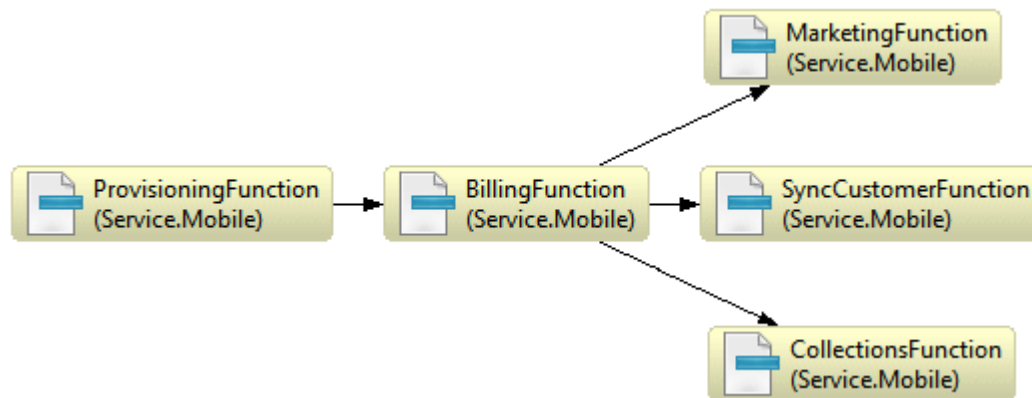 MarketingFunction
(Service.Mobile)
ProvisioningFunction
(Service.Mobile)
BillingFunction
(Service.Mobile)
SyncCustomerFunction
(Service.Mobile)
CollectionsFunction
(Service.Mobile)